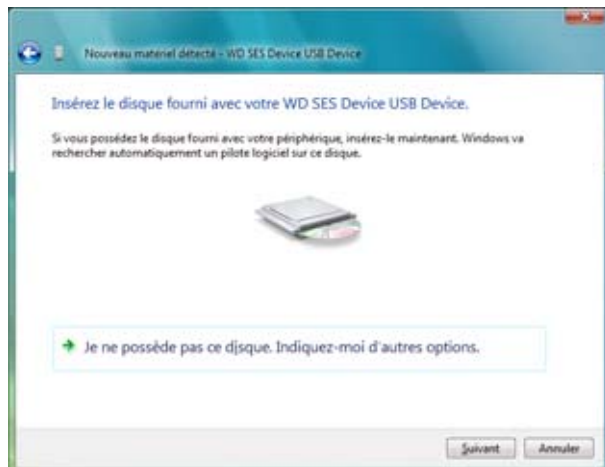 Nouveau matériel détecté - WD SES Device USB Device
Insérez le disque fourni avec votre WD SES Device USB Device.
Si vous possédez le disque fourni avec votre périphérique, insérez-le maintenant. Windows va
rechercher automatiquement un pilote logiciel sur ce disque.
Je ne possède pas ce disque. Indiquez-moi d'autres options.
Suivant
Annuler